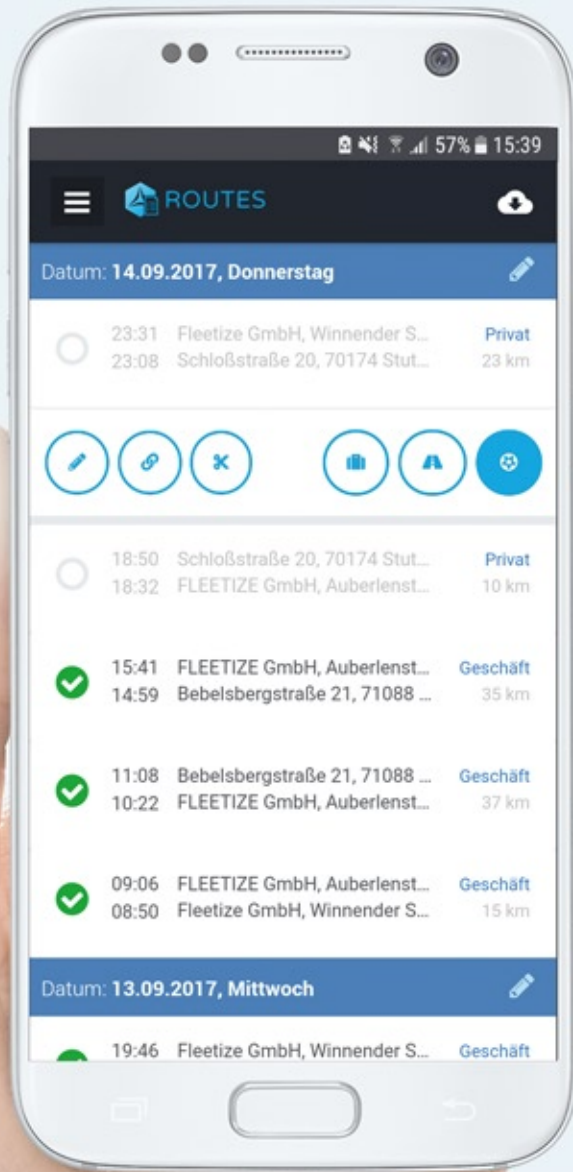 57% 15:39
ROUTES
Datum: 14.09.2017, Donnerstag
23:31 Fleetize GmbH, Winnender S... Privat
23:08 Schloßstraße 20, 70174 Stut... 23 km
18:50 Schloßstraße 20, 70174 Stut... Privat
18:32 FLEETIZE GmbH, Auberlenst... 10 km
15:41 FLEETIZE GmbH, Auberlenst... Geschäft
14:59 Bebelsbergstraße 21, 71088 ... 35 km
11:08 Bebelsbergstraße 21, 71088 ... Geschäft
10:22 FLEETIZE GmbH, Auberlenst... 37 km
09:06 FLEETIZE GmbH, Auberlenst... Geschäft
08:50 Fleetize GmbH, Winnender S... 15 km
Datum: 13.09.2017, Mittwoch
19:46 Fleetize GmbH, Winnender S... Geschäft